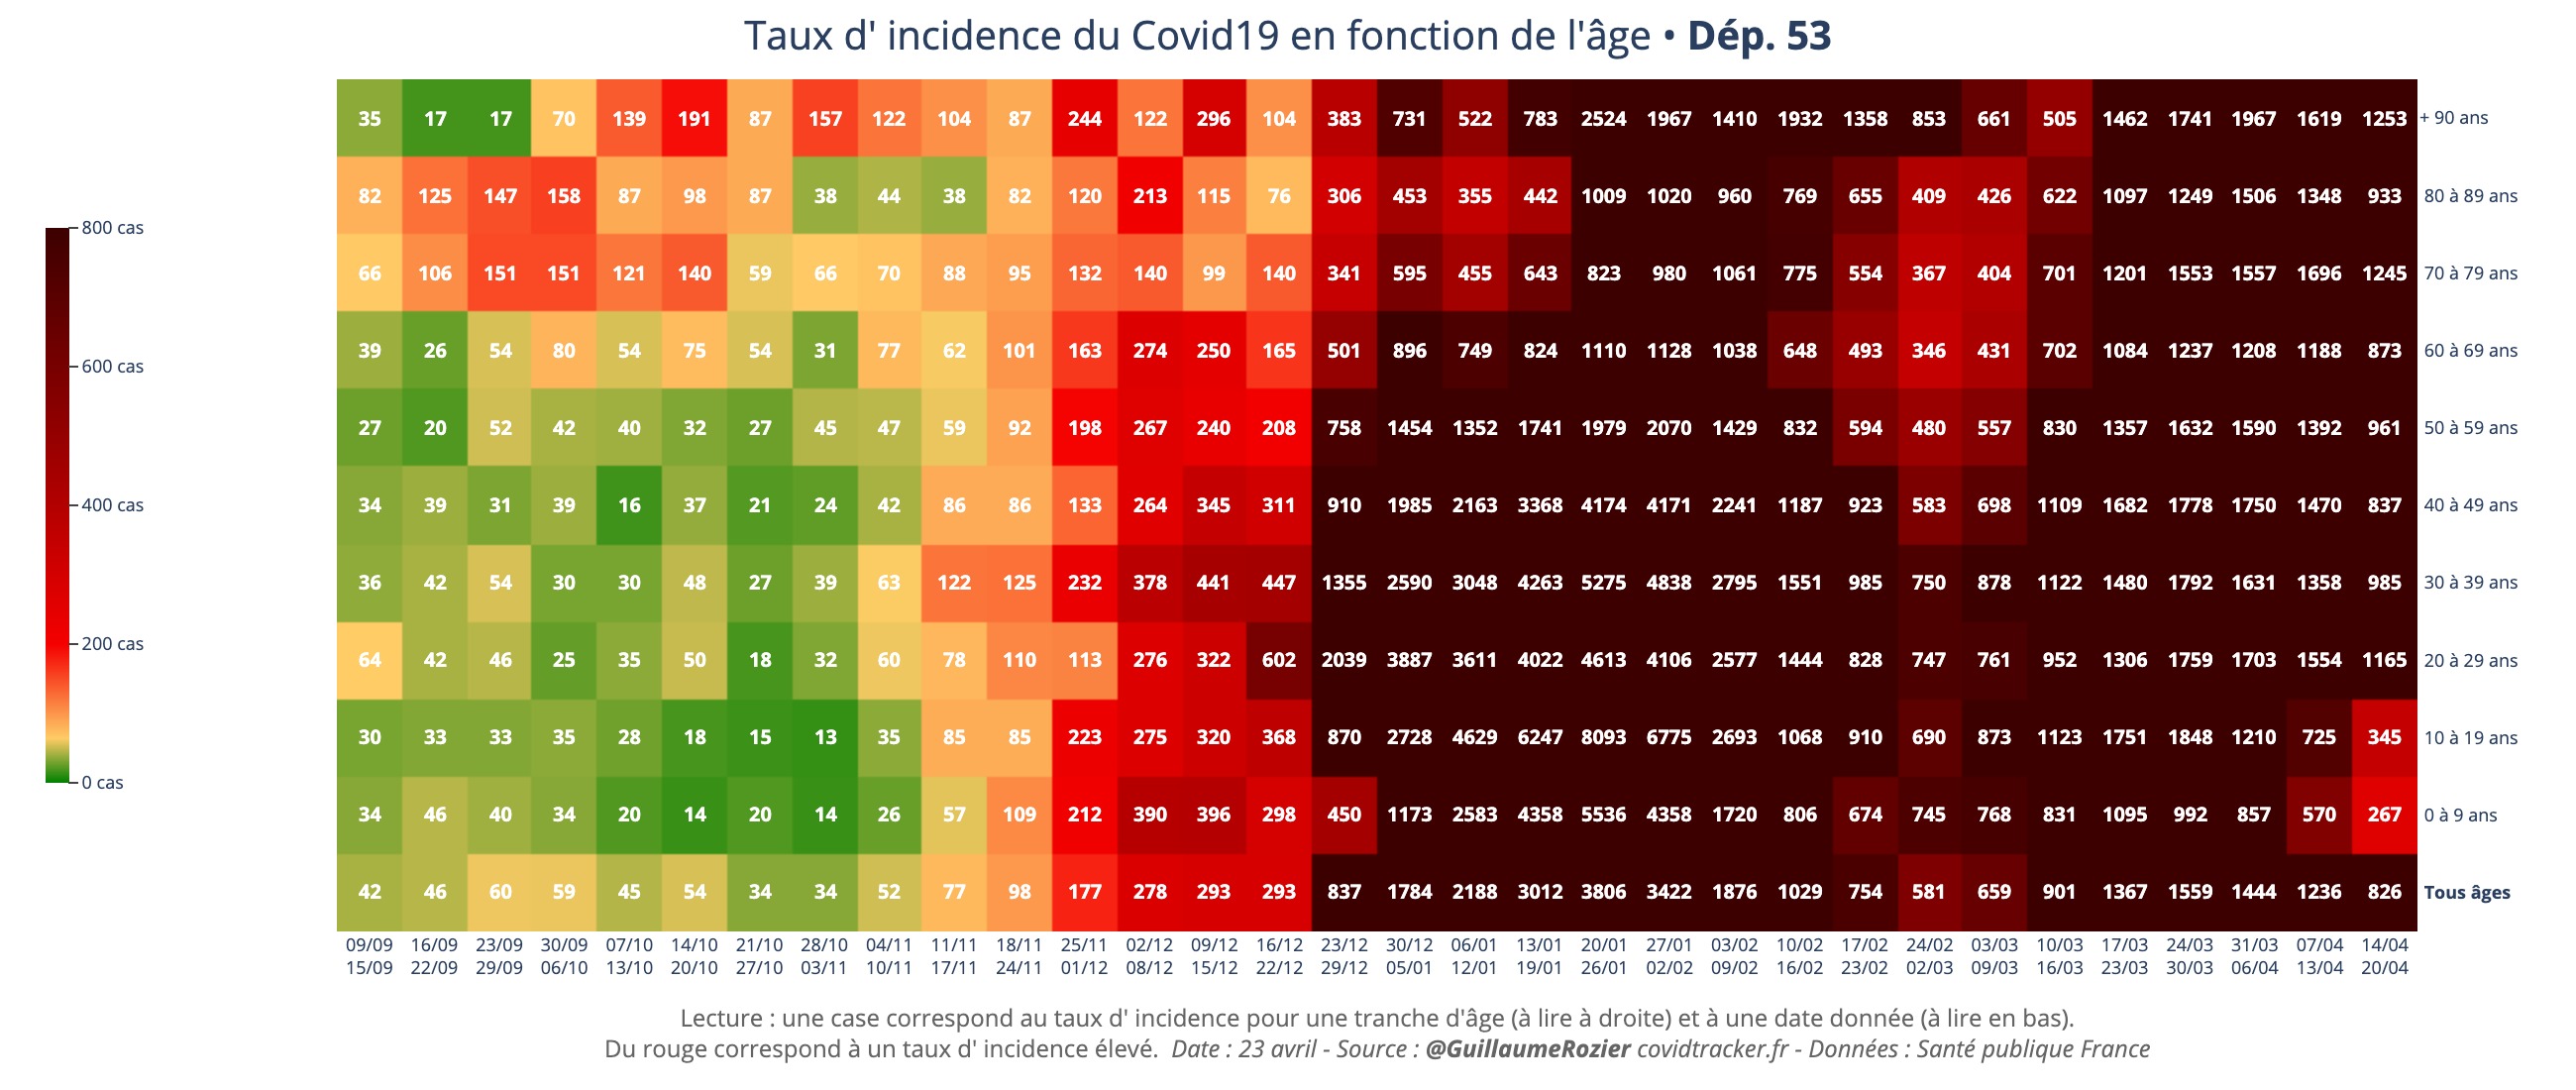 Taux d' incidence du Covid19 en fonction de l'âge • Dép. 53
35 17 17 70 139 191 87 157 122 104 87 244 122 296 104 383 731 522 783 2524 1967 1410 1932 1358 853 661 505 1462 1741 1967 1619 1253 + 90 ans
82 125 147 158 87 98 87 38 44 38 82 120 213 115 76 306 453 355 442 1009 1020 960 769 655 409 426 622 1097 1249 1506 1348 933 80 à 89 ans
800 cas
66 106 151 151 121 140 59 66 70 88 95 132 140 99 140 341 595 455 643 823 980 1061 775 554 367 404 701 1201 1553 1557 1696 1245 70 à 79 ans
39 26 54 80 54 75 54 31 77 62 101 163 274 250 165 501 896 749 824 1110 1128 1038 648 493 346 431 702 1084 1237 1208 1188 873 60 à 69 ans
600 cas
27 20 52 42 40 32 27 45 47 59 92 198 267 240 208 758 1454 1352 1741 1979 2070 1429 832 594 480 557 830 1357 1632 1590 1392 961 50 à 59 ans
400 cas
34 39 31 39 16 37 21 24 42 86 86 133 264 345 311 910 1985 2163 3368 4174 4171 2241 1187 923 583 698 1109 1682 1778 1750 1470 837 40 à 49 ans
36 42 54 30 30 48 27 39 63 122 125 232 378 441 447 1355 2590 3048 4263 5275 4838 2795 1551 985 750 878 1122 1480 1792 1631 1358 985 30 à 39 ans
200 cas
64 42 46 25 35 50 18 32 60 78 110 113 276 322 602 2039 3887 3611 4022 4613 4106 2577 1444 828 747 761 952 1306 1759 1703 1554 1165 20 à 29 ans
30 33 33 35 28 18 15 13 35 85 85 223 275 320 368 870 2728 4629 6247 8093 6775 2693 1068 910 690 873 1123 1751 1848 1210 725 345 10 à 19 ans
0 cas
34 46 40 34 20 14 20 14 26 57 109 212 390 396 298 450 1173 2583 4358 5536 4358 1720 806 674 745 768 831 1095 992 857 570 267 0 à 9 ans
42 46 60 59 45 54 34 34 52 77 98 177 278 293 293 837 1784 2188 3012 3806 3422 1876 1029 754 581 659 901 1367 1559 1444 1236 826 Tous âges
09/09 16/09 23/09 30/09 07/10 14/10 21/10 28/10 04/11 11/11 18/11 25/11 02/12 09/12 16/12 23/12 30/12 06/01 13/01 20/01 27/01 03/02 10/02 17/02 24/02 03/03 10/03 17/03 24/03 31/03 07/04 14/04
15/09 22/09 29/09 06/10 13/10 20/10 27/10 03/11 10/11 17/11 24/11 01/12 08/12 15/12 22/12 29/12 05/01 12/01 19/01 26/01 02/02 09/02 16/02 23/02 02/03 09/03 16/03 23/03 30/03 06/04 13/04 20/04
Lecture : une case correspond au taux d' incidence pour une tranche d'âge (à lire à droite) et à une date donnée (à lire en bas).
Du rouge correspond à un taux d' incidence élevé. Date : 23 avril - Source : @GuillaumeRozier covidtracker.fr - Données : Santé publique France